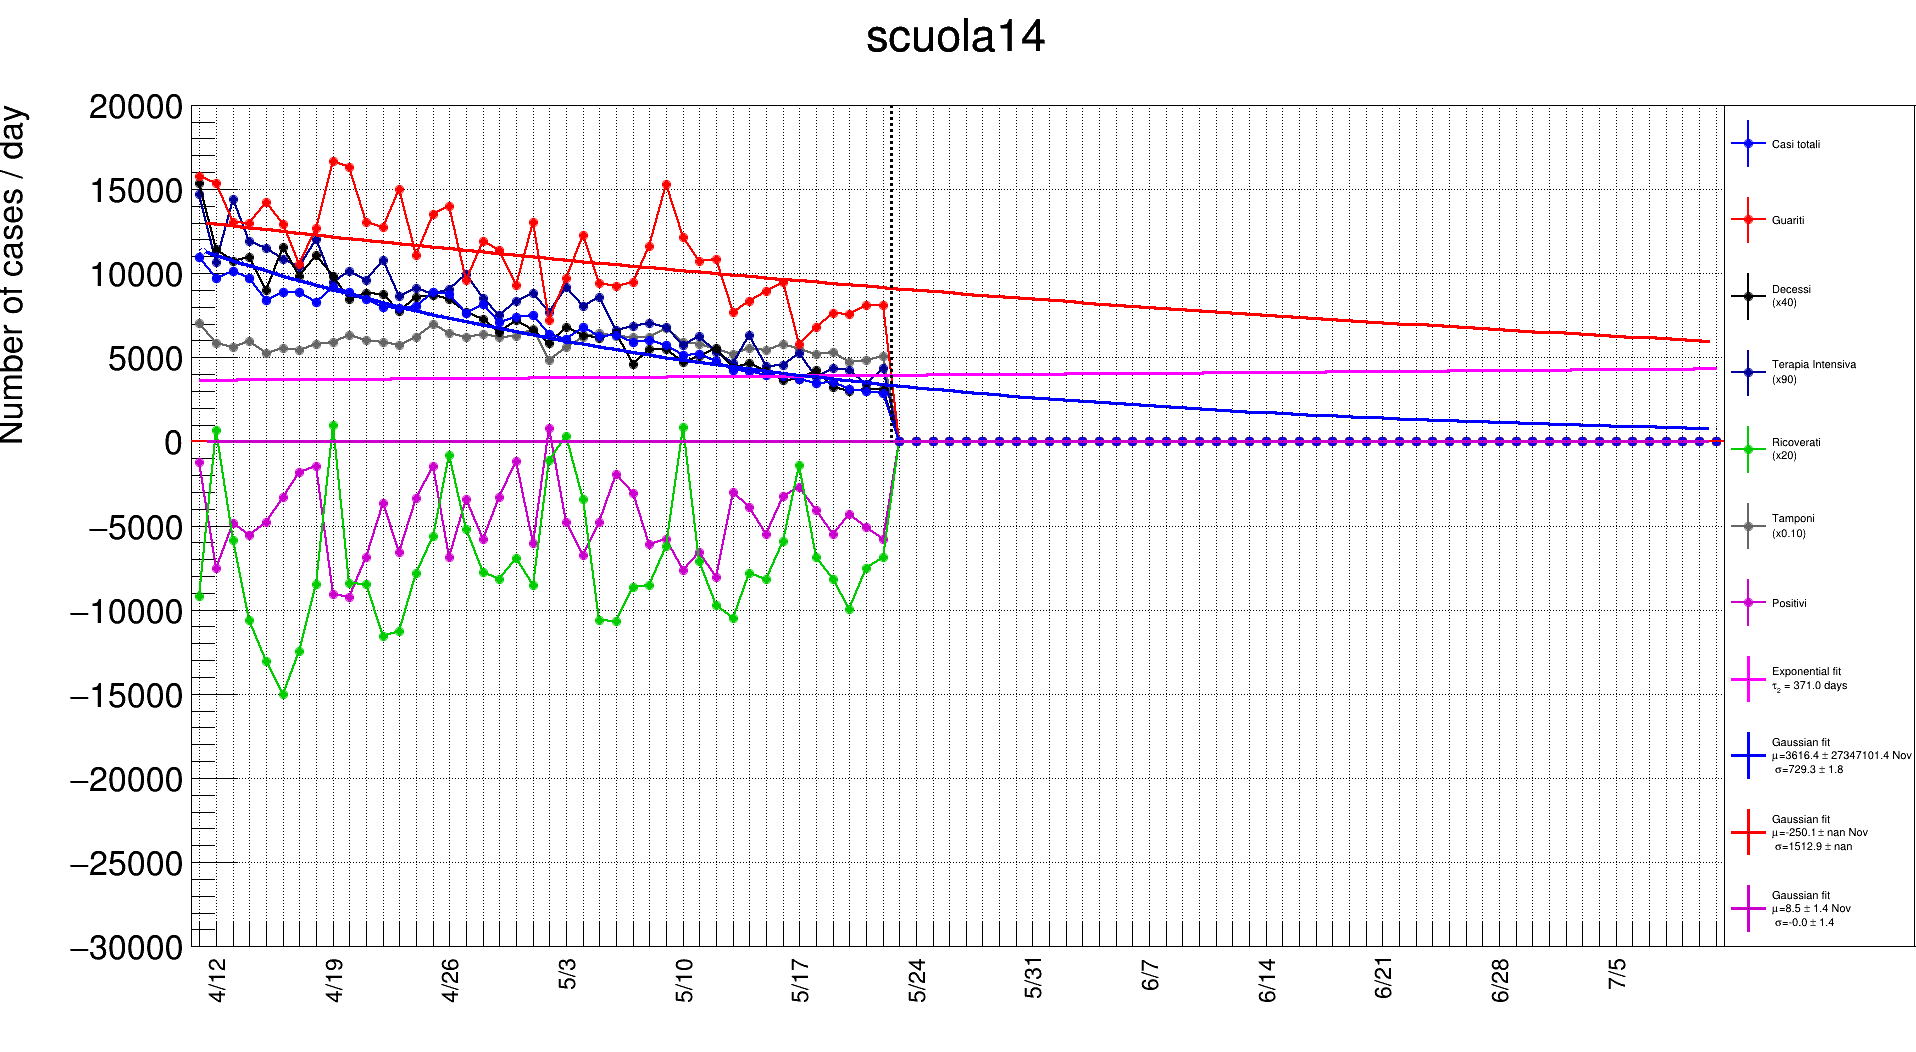 scuola14
Number of cases / day
20000
15000
10000
5000
0
−5000
−10000
−15000
−20000
−25000
−30000
4/12
4/19
4/26
5/3
5/10
5/17
5/24
5/31
6/7
6/14
6/21
6/28
7/5
Casi totali
Guariti
Decessi
(x40)
Terapia Intensiva
(x90)
Ricoverati
(x20)
Tamponi
(x0.10)
Positivi
Exponential fit
τ₂ = 371.0 days
Gaussian fit
μ=3616.4 ± 27347101.4 Nov
σ=729.3 ± 1.8
Gaussian fit
μ=-250.1 ± nan Nov
σ=1512.9 ± nan
Gaussian fit
μ=8.5 ± 1.4 Nov
σ=-0.0 ± 1.4